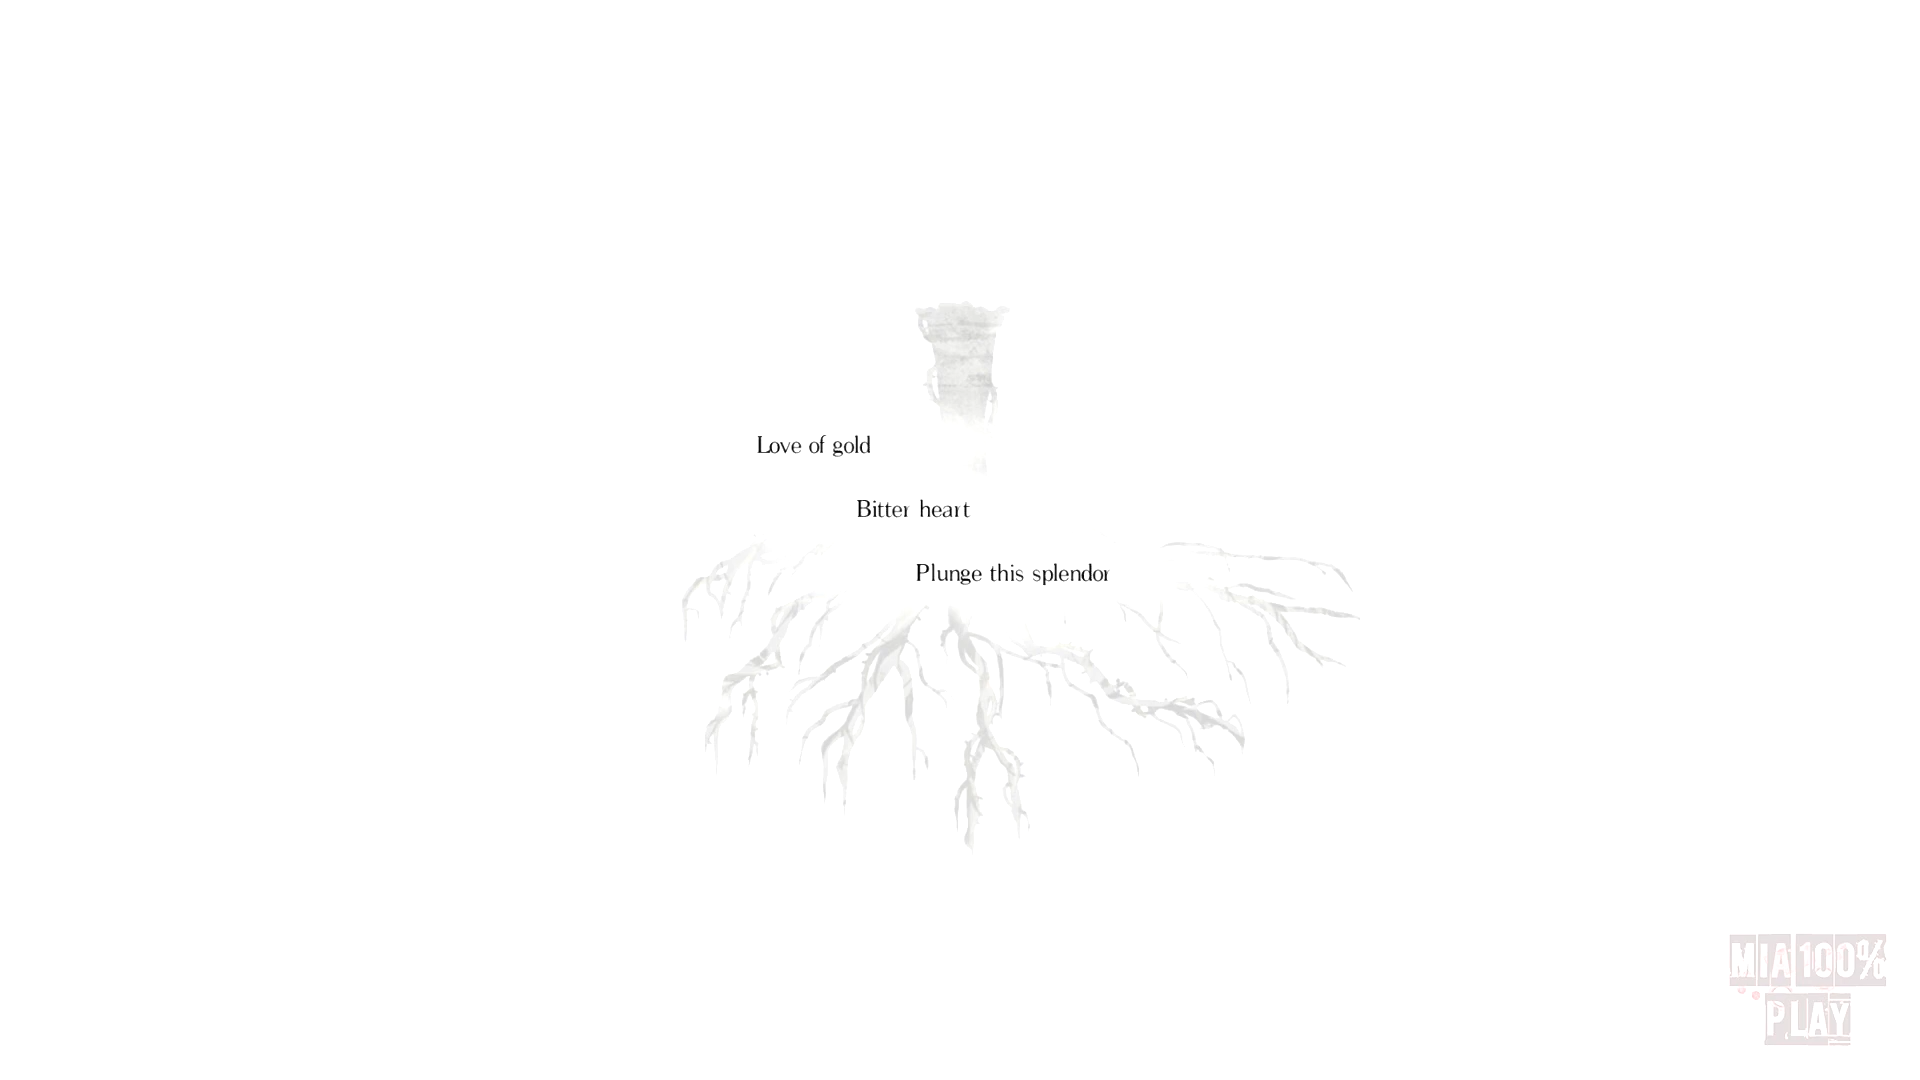 Love of gold
Bitter heart
Plunge this splendor
MIA 100%
PLAY